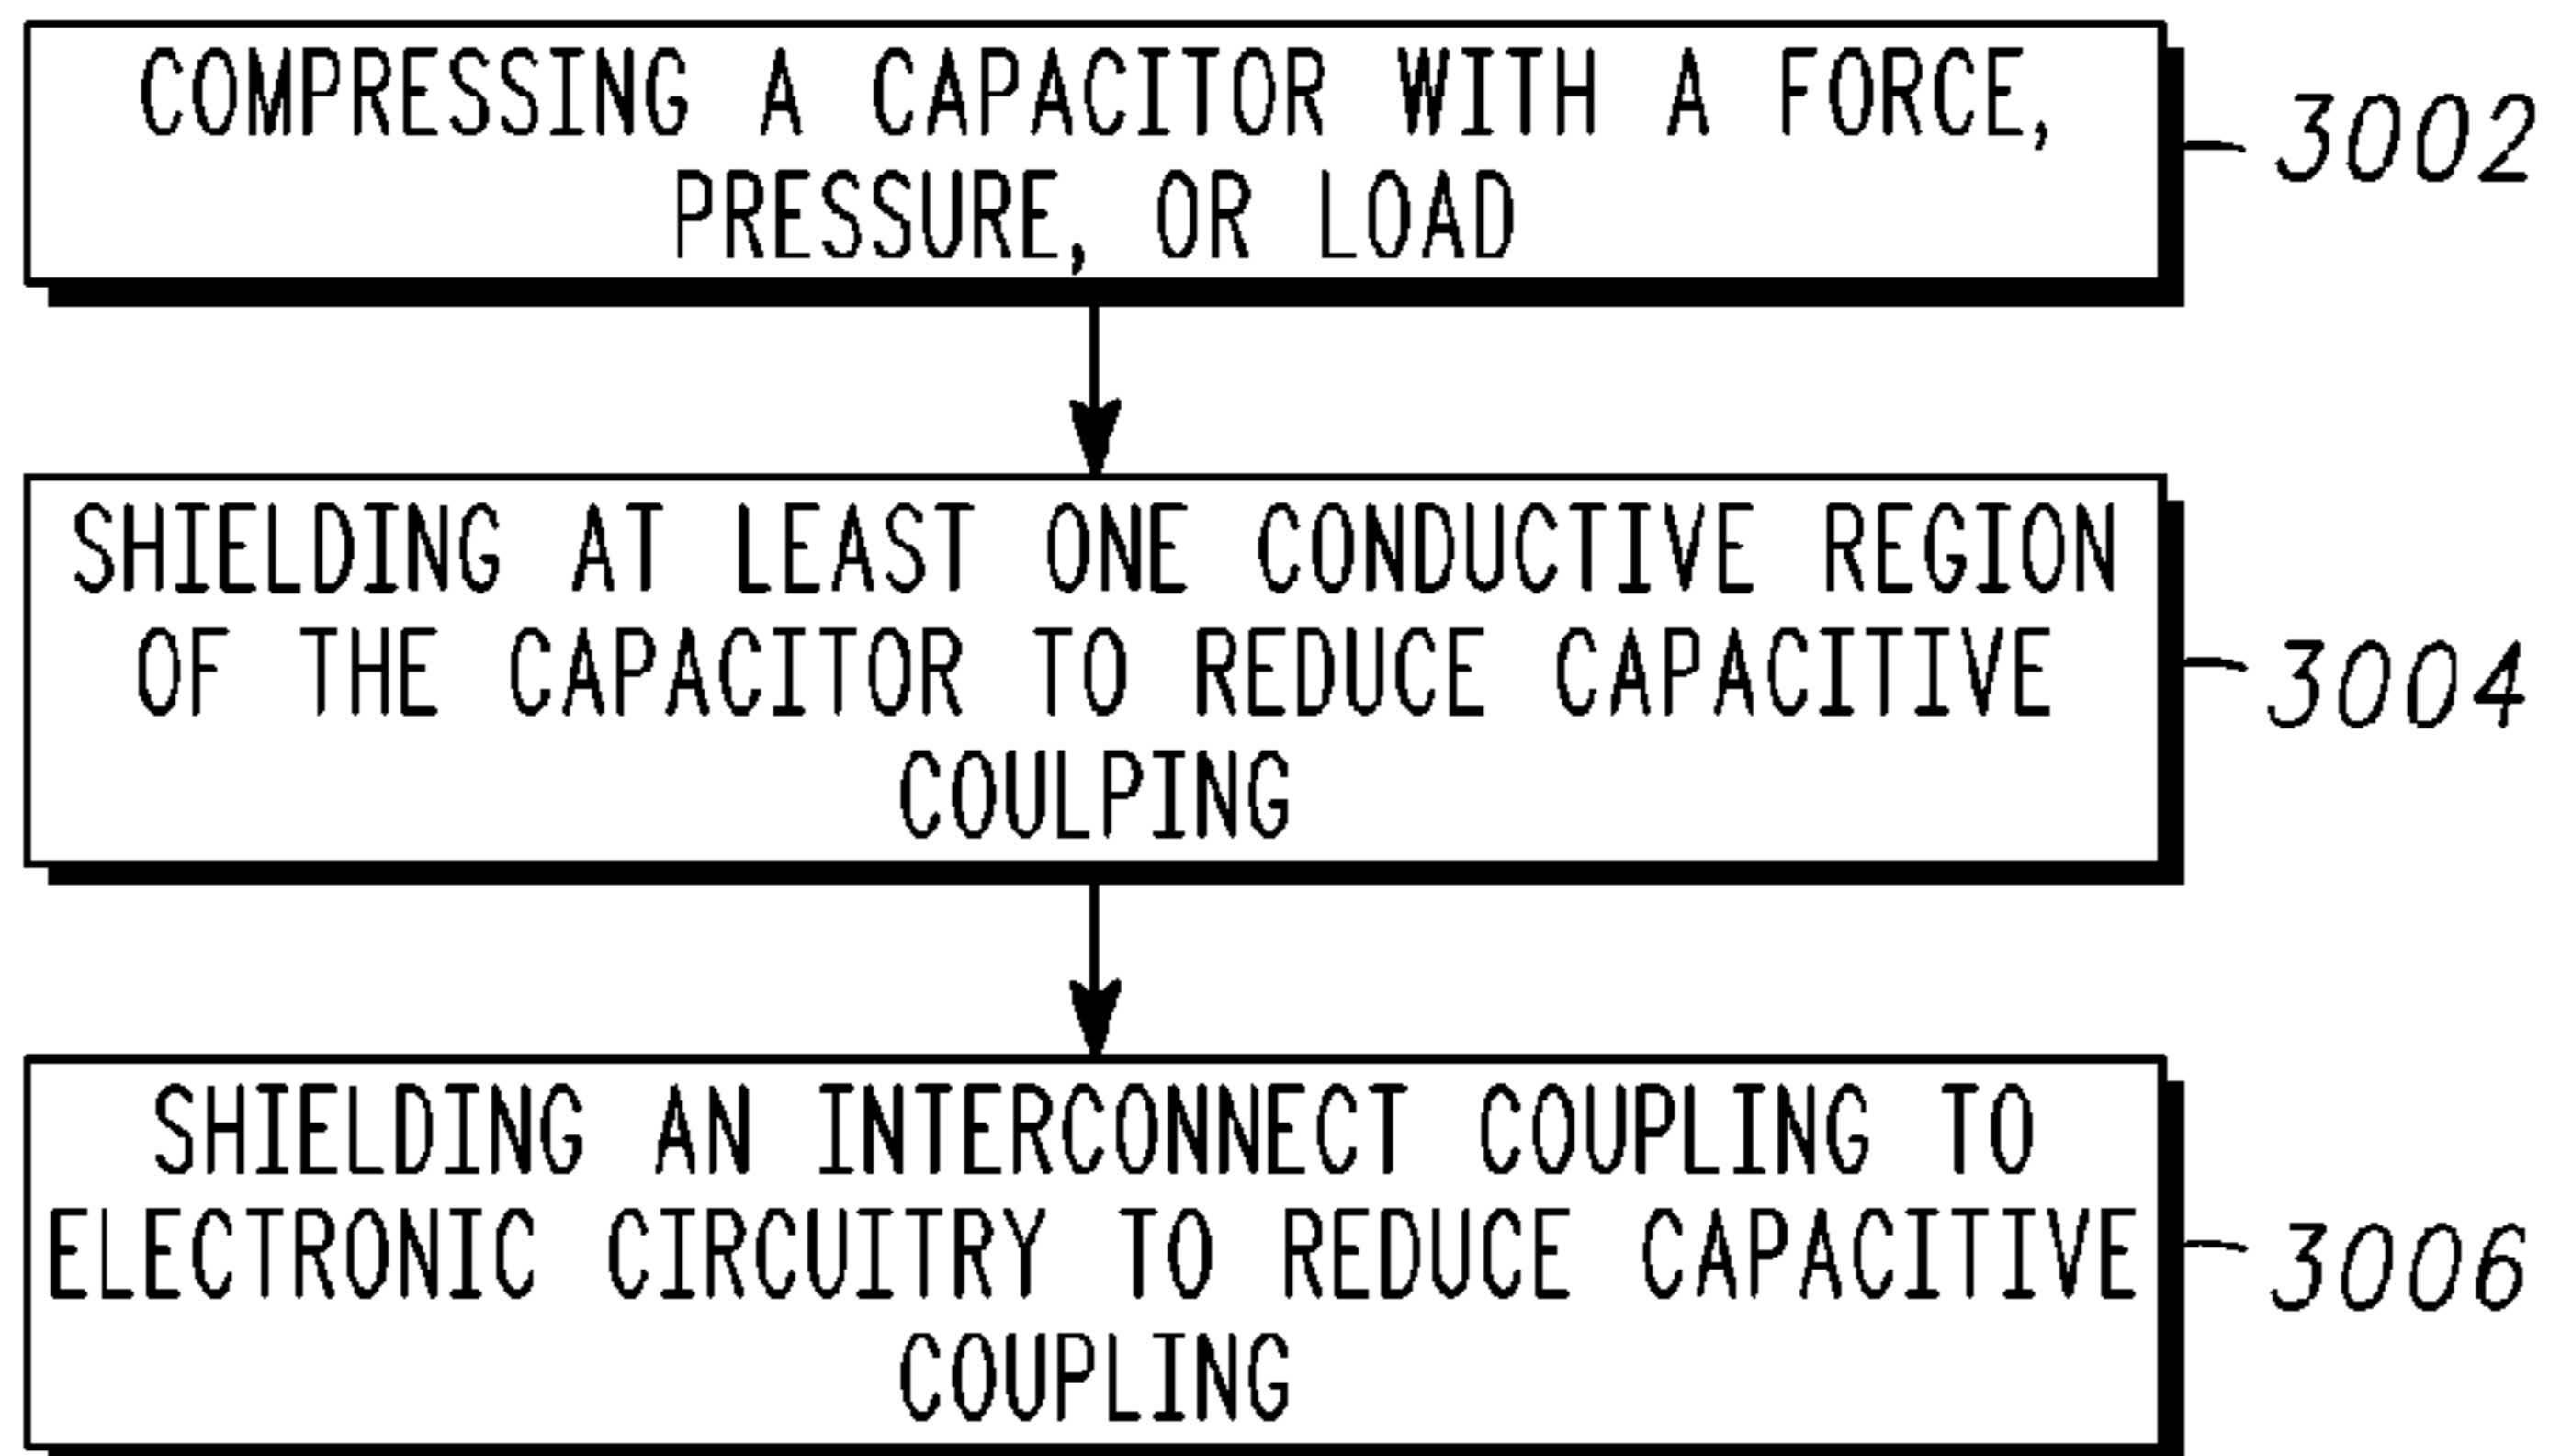 COMPRESSING A CAPACITOR WITH A FORCE,
PRESSURE, OR LOAD
3002
SHIELDING AT LEAST ONE CONDUCTIVE REGION
OF THE CAPACITOR TO REDUCE CAPACITIVE
COULPING
3004
SHIELDING AN INTERCONNECT COUPLING TO
ELECTRONIC CIRCUITRY TO REDUCE CAPACITIVE
COUPLING
3006